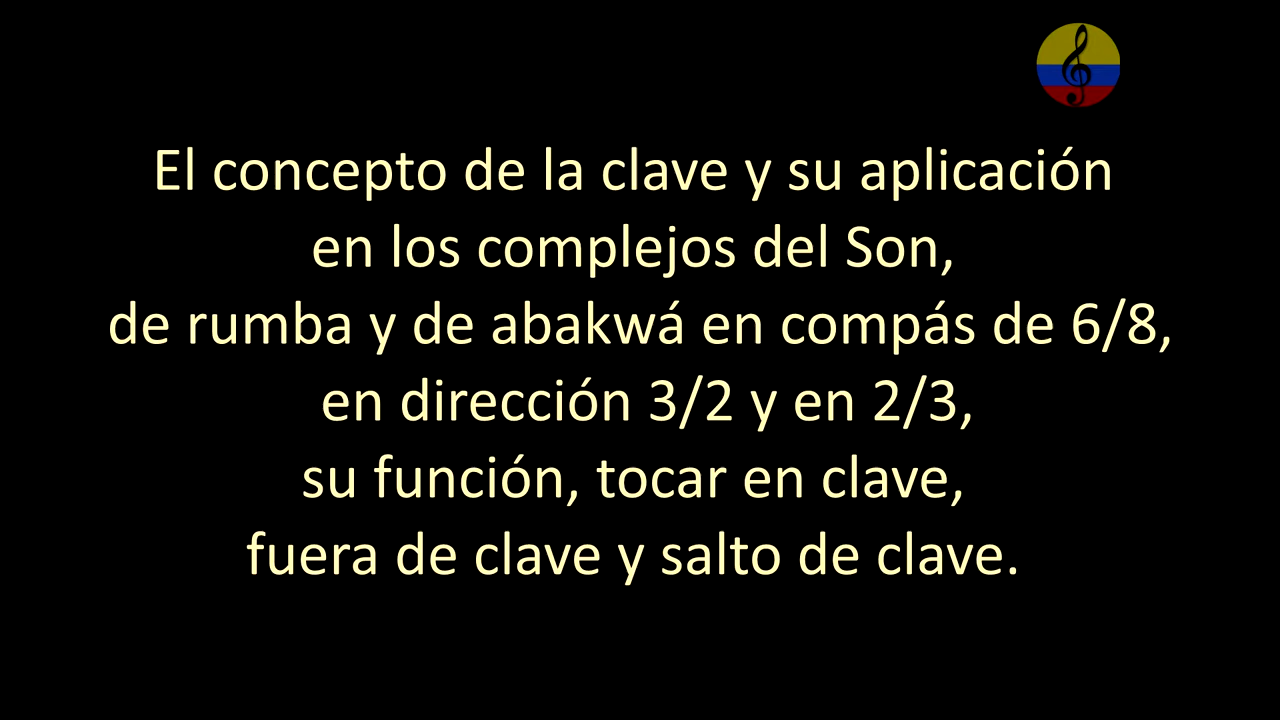 El concepto de la clave y su aplicación
en los complejos del Son,
de rumba y de abakwá en compás de 6/8,
en dirección 3/2 y en 2/3,
su función, tocar en clave,
fuera de clave y salto de clave.